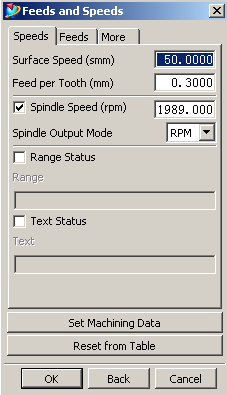 Feeds and Speeds
Speeds Feeds More
Surface Speed (smm) 50.0000
Feed per Tooth (mm) 0.3000
Spindle Speed (rpm) 1989.000
Spindle Output Mode RPM
Range Status
Range
Text Status
Text
Set Machining Data
Reset from Table
OK Back Cancel